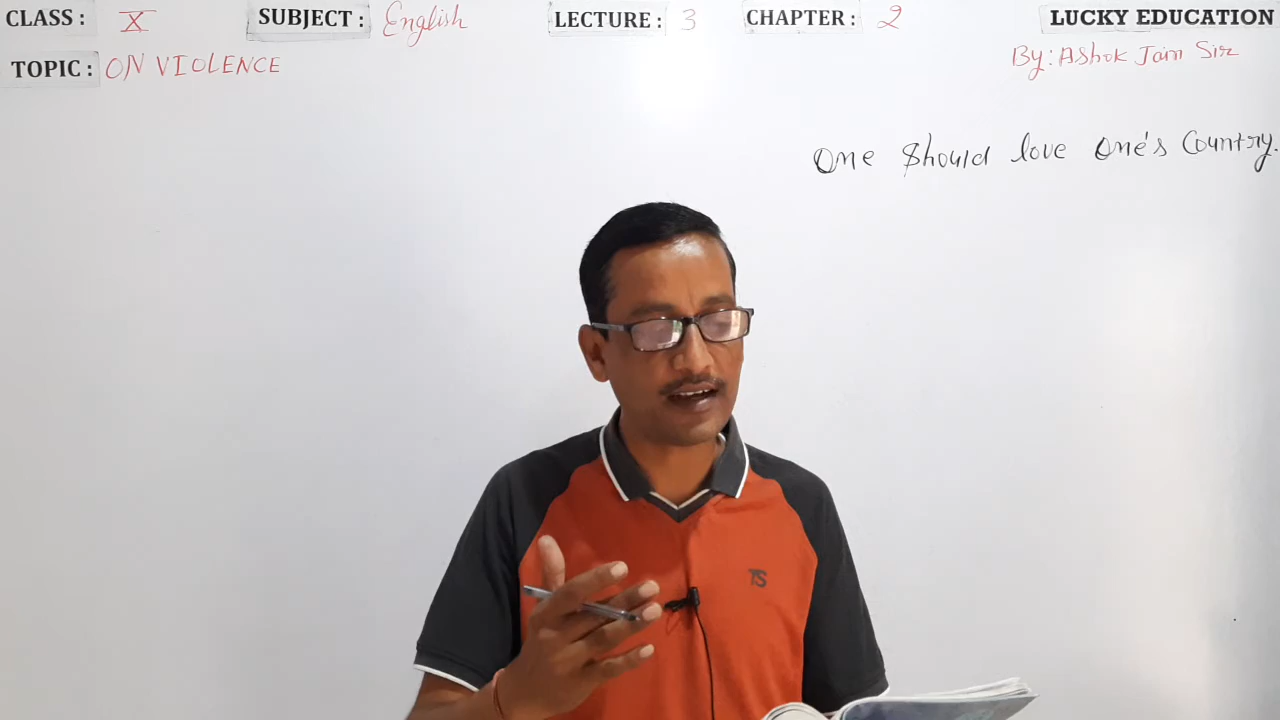 CLASS : X SUBJECT : English LECTURE : 3 CHAPTER : 2 LUCKY EDUCATION
TOPIC : ON VIOLENCE By: Ashok Jain Sir
One should love one's Country.
TS